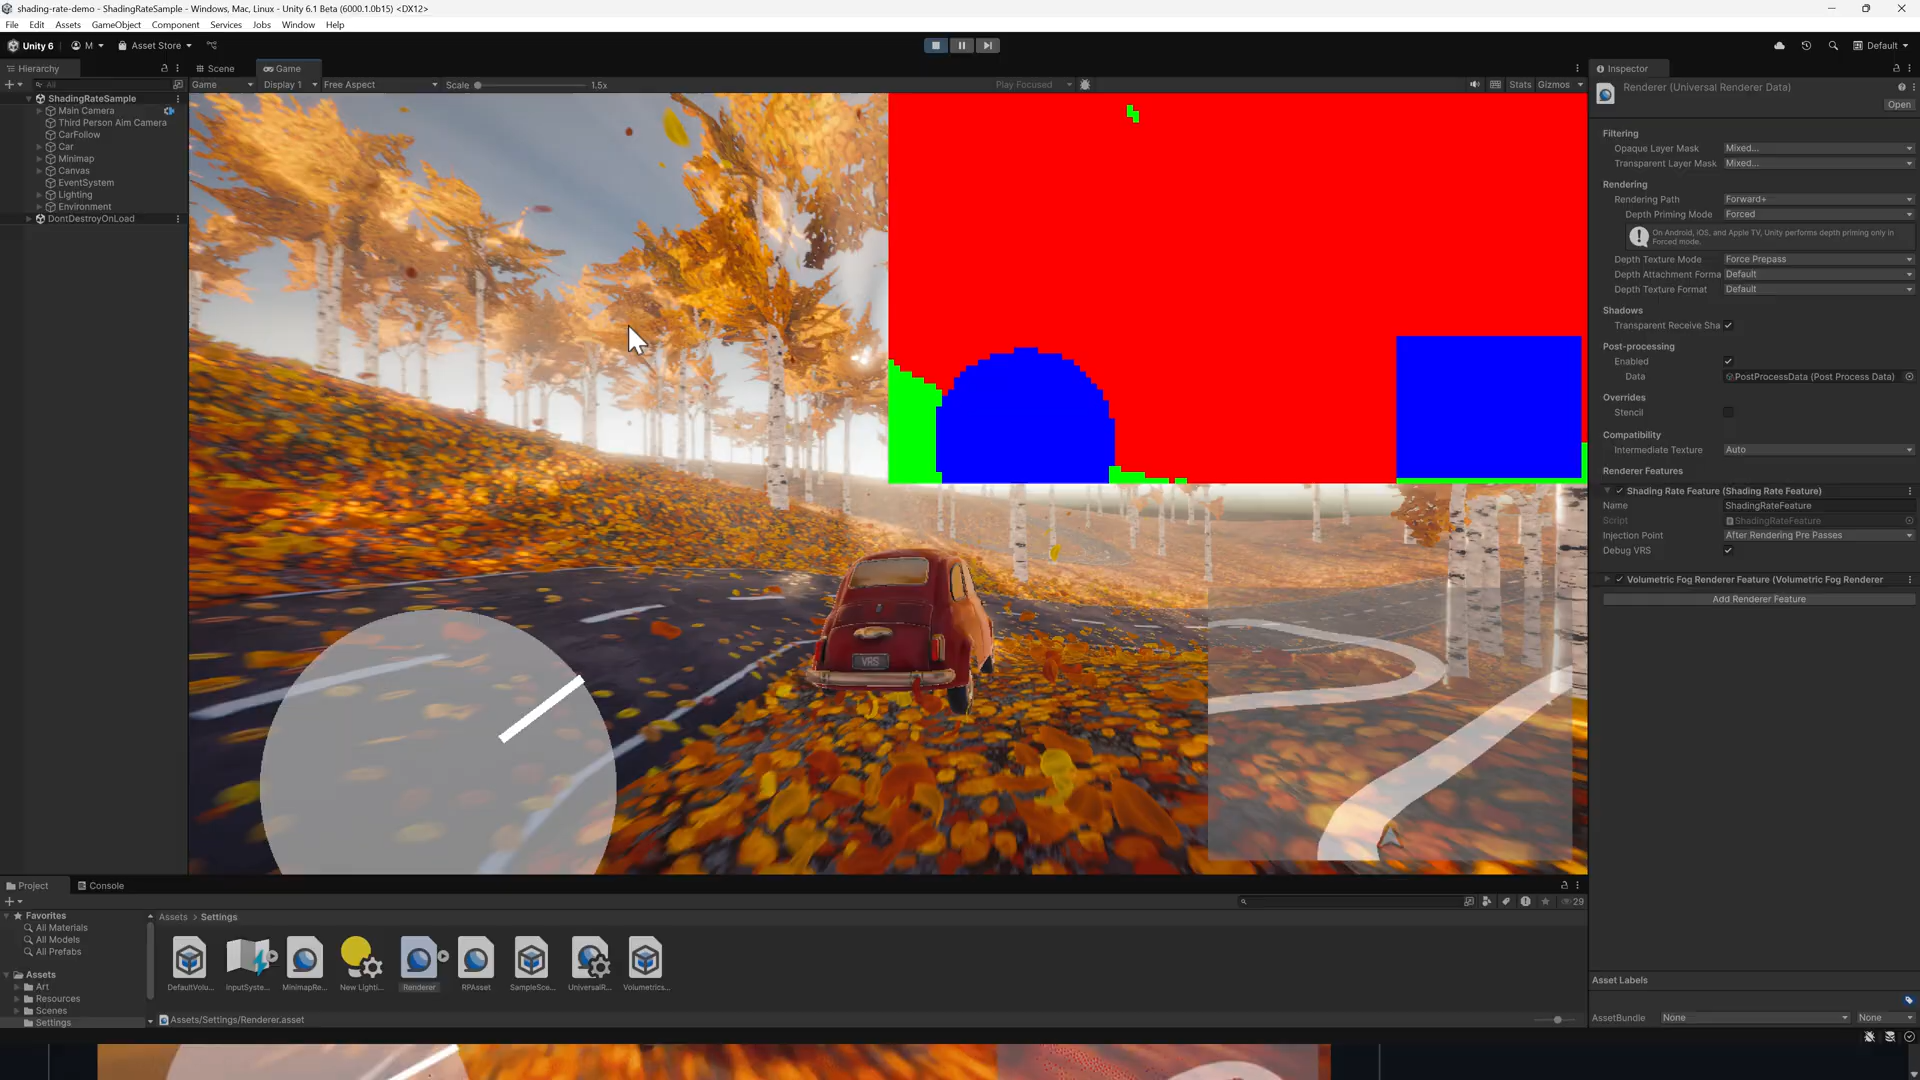 shading-rate-demo - ShadingRateSample - Windows, Mac, Linux - Unity 6.1 Beta (6000.1.0b15) <DX12>
File Edit Assets GameObject Component Services Jobs Window Help
Unity 6 M Asset Store Default
Hierarchy Scene Game Inspector
All Game Display 1 Free Aspect Scale 1.5x Play Focused Stats Gizmos
ShadingRateSample
Main Camera
Third Person Aim Camera
CarFollow
Car
Minimap
Canvas
EventSystem
Lighting
Environment
DontDestroyOnLoad
VRS
Renderer (Universal Renderer Data)
Open
Filtering
Opaque Layer Mask Mixed...
Transparent Layer Mask Mixed...
Rendering
Rendering Path Forward+
Depth Priming Mode Forced
On Android, iOS, and Apple TV, Unity performs depth priming only in
Forced mode.
Depth Texture Mode Force Prepass
Depth Attachment Forma Default
Depth Texture Format Default
Shadows
Transparent Receive Sha
Post-processing
Enabled
Data PostProcessData (Post Process Data)
Overrides
Stencil
Compatibility
Intermediate Texture Auto
Renderer Features
Shading Rate Feature (Shading Rate Feature)
Name ShadingRateFeature
Script ShadingRateFeature
Injection Point After Rendering Pre Passes
Debug VRS
Volumetric Fog Renderer Feature (Volumetric Fog Renderer
Add Renderer Feature
Project Console
29
Favorites
All Materials
All Models
All Prefabs
Assets
Art
Resources
Scenes
Settings
Assets > Settings
DefaultVolu... InputSyste... MinimapRe... New Lighti... Renderer RPAsset SampleSce... UniversalR... Volumetrics...
Assets/Settings/Renderer.asset
Asset Labels
AssetBundle None None